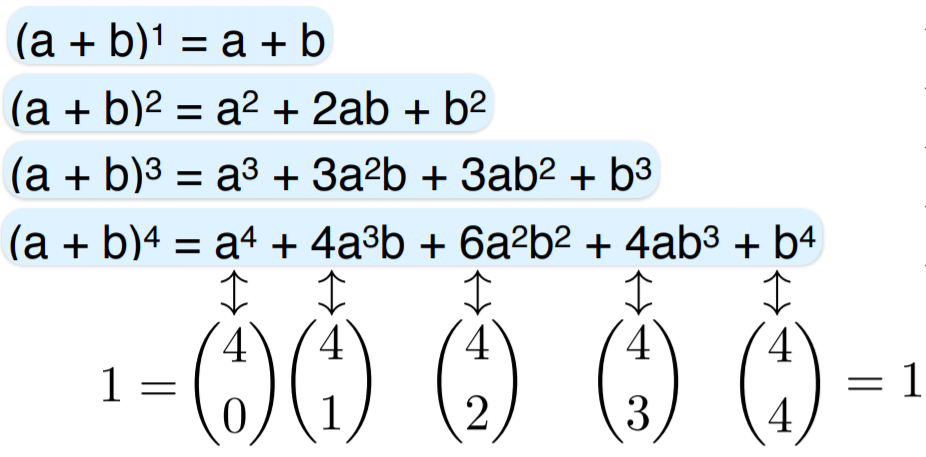 (a + b)¹ = a + b
(a + b)² = a² + 2ab + b²
(a + b)³ = a³ + 3a²b + 3ab² + b³
(a + b)⁴ = a⁴ + 4a³b + 6a²b² + 4ab³ + b⁴
↕ ↕ ↕ ↕ ↕
1 = (4 0) (4 1) (4 2) (4 3) (4 4) = 1